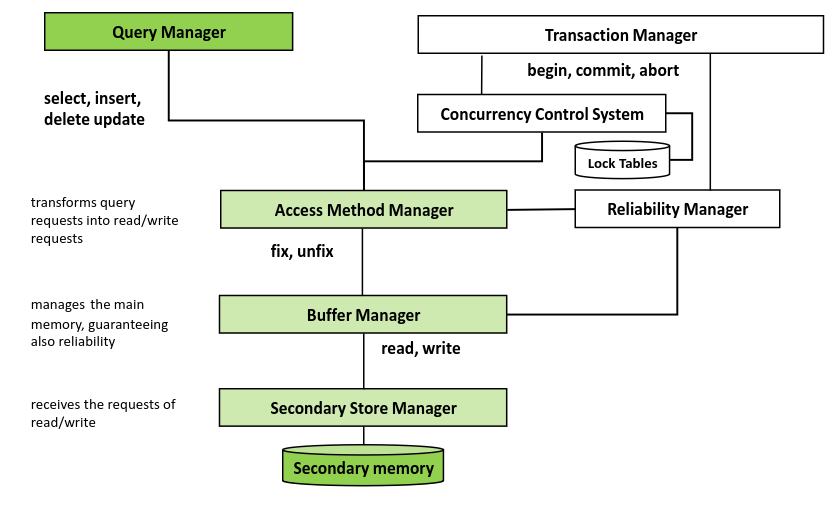 Query Manager
Transaction Manager
begin, commit, abort
select, insert,
delete update
Concurrency Control System
Lock Tables
transforms query
requests into read/write
requests
Access Method Manager
Reliability Manager
fix, unfix
manages the main
memory, guaranteeing
also reliability
Buffer Manager
read, write
receives the requests of
read/write
Secondary Store Manager
Secondary memory